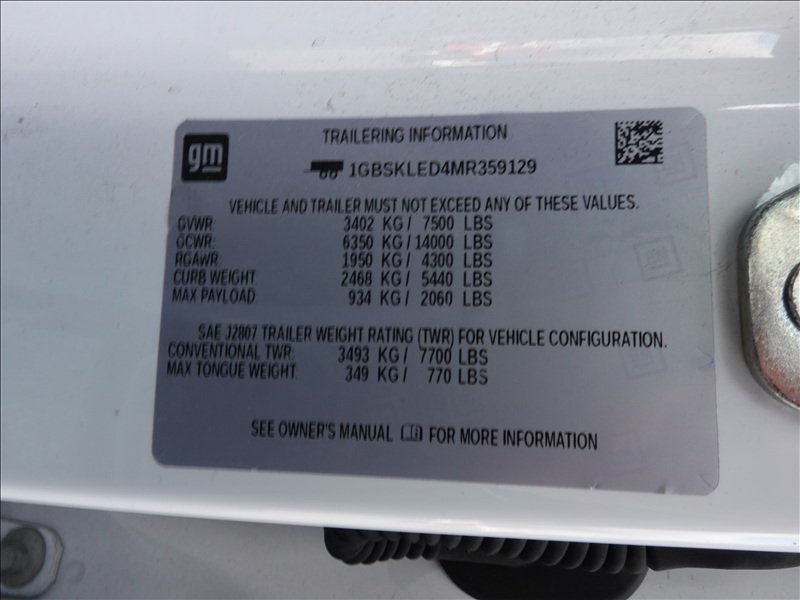 gm
TRAILERING INFORMATION
1GBSKLED4MR359129
VEHICLE AND TRAILER MUST NOT EXCEED ANY OF THESE VALUES.
GVWR: 3402 KG / 7500 LBS
GCWR: 6350 KG / 14000 LBS
RGAWR: 1950 KG / 4300 LBS
CURB WEIGHT 2468 KG / 5440 LBS
MAX PAYLOAD: 934 KG / 2060 LBS
SAE J2807 TRAILER WEIGHT RATING (TWR) FOR VEHICLE CONFIGURATION.
CONVENTIONAL TWR: 3493 KG / 7700 LBS
MAX TONGUE WEIGHT: 349 KG / 770 LBS
SEE OWNER'S MANUAL FOR MORE INFORMATION